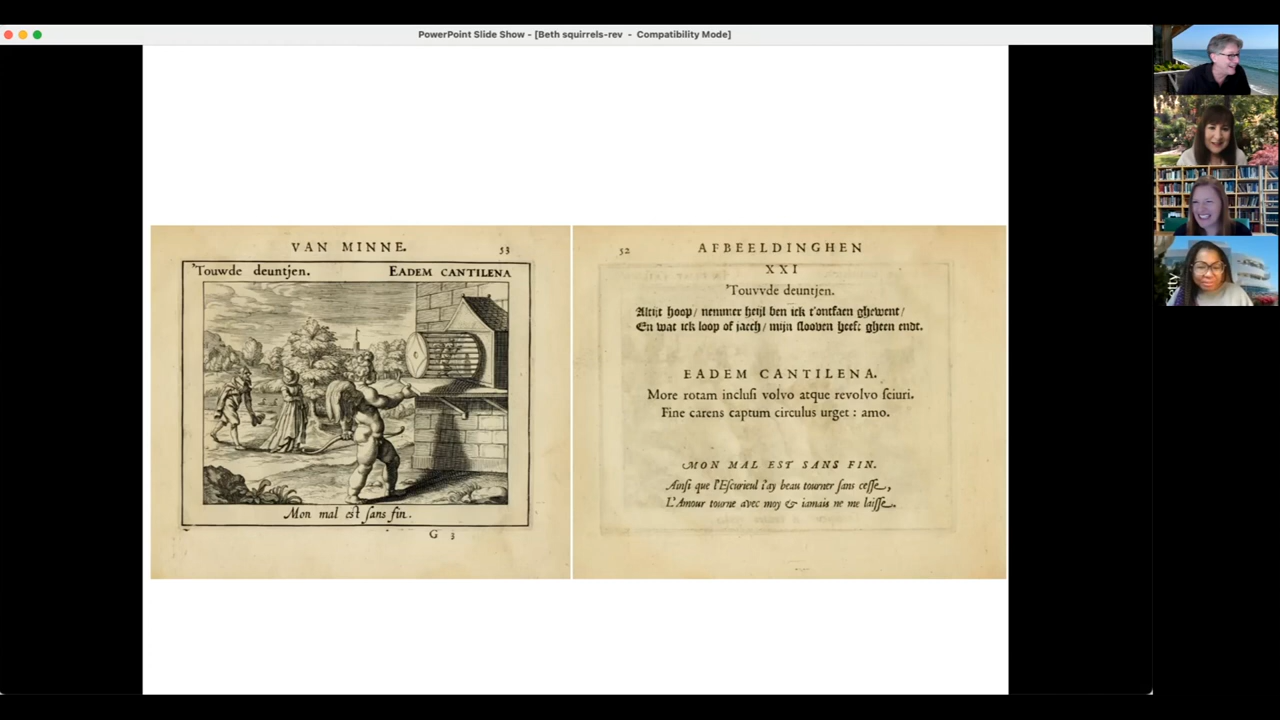 PowerPoint Slide Show - [Beth squirrels-rev - Compatibility Mode]
VAN MINNE. 53
'Touwde deuntjen. EADEM CANTILENA
Mon mal est sans fin.
G 3
52 AFBEELDINGHEN
XXI
'Touvvde deuntjen.
Altijt hoop / nemmer heyl ben ick t'ontfaen ghewent /
En wat ick loop of jaech / mijn slooven heeft gheen endt.
EADEM CANTILENA.
More rotam inclusi volvo atque revolvo sciuri.
Fine carens captum circulus urget : amo.
MON MAL EST SANS FIN.
Ainsi que l'Escurieul i'ay beau tourner sans cesse,
L'Amour tourne avec moy & iamais ne me laisse.
etty